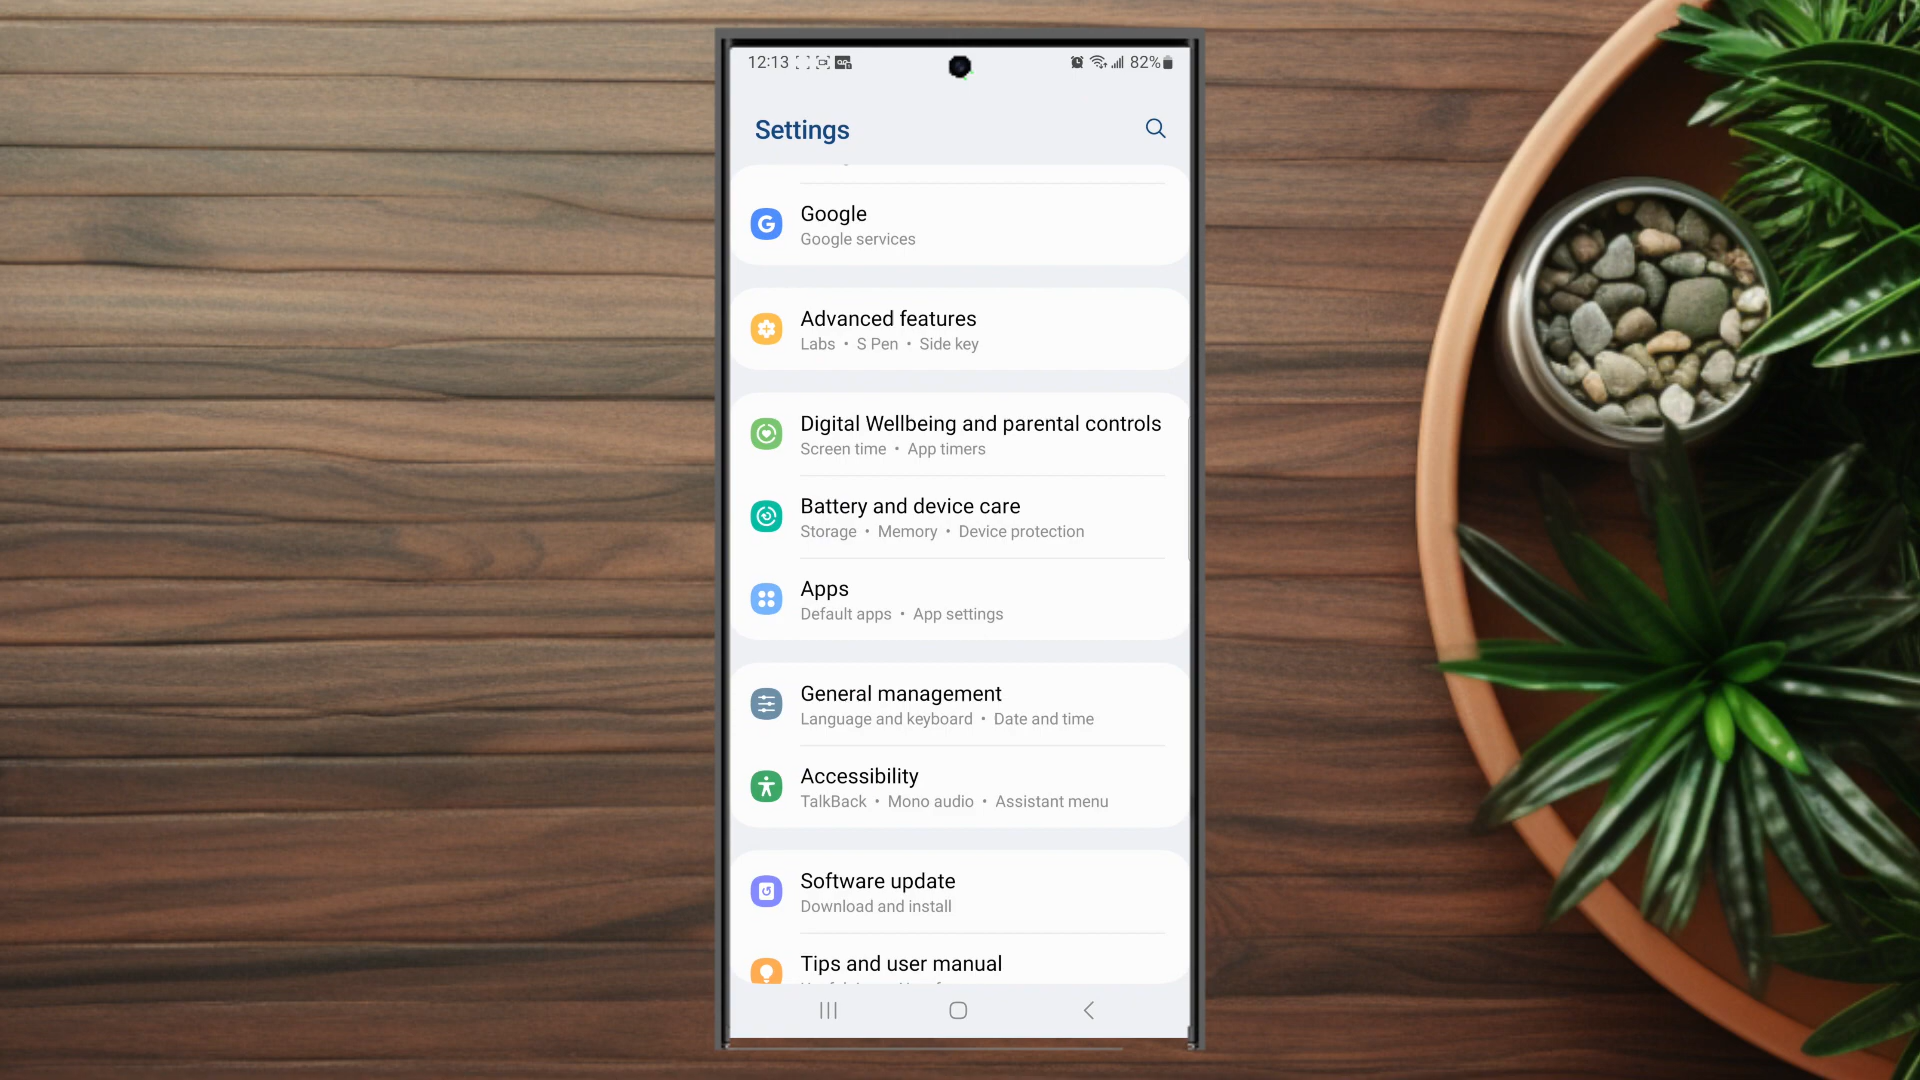 12:13 82%
Settings
Google
Google services
Advanced features
Labs • S Pen • Side key
Digital Wellbeing and parental controls
Screen time • App timers
Battery and device care
Storage • Memory • Device protection
Apps
Default apps • App settings
General management
Language and keyboard • Date and time
Accessibility
TalkBack • Mono audio • Assistant menu
Software update
Download and install
Tips and user manual